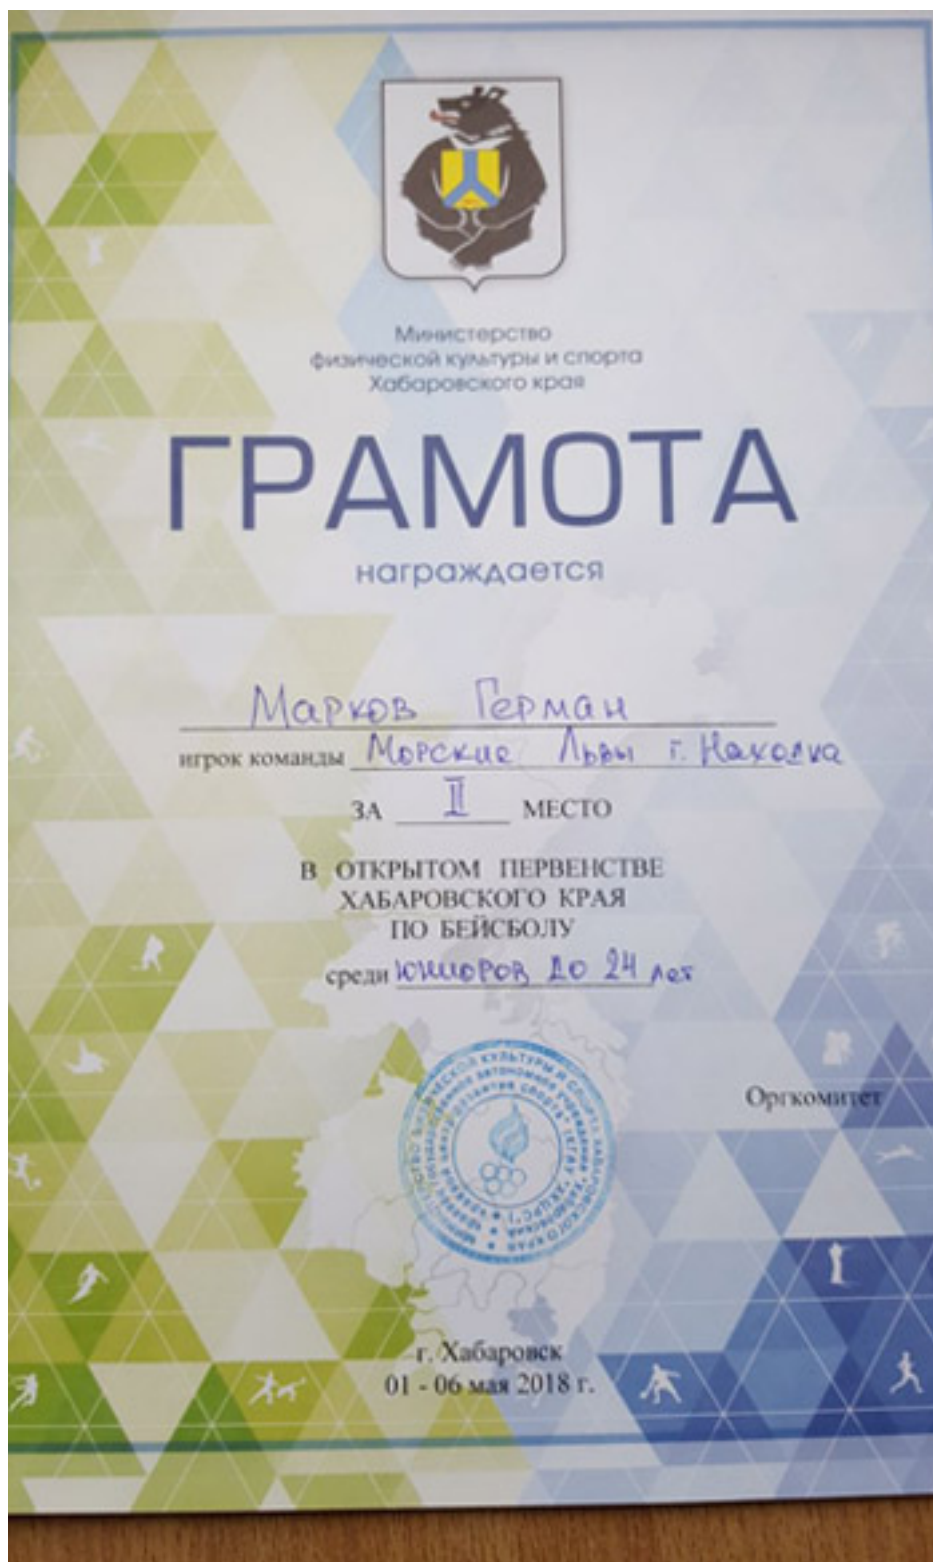 Министерство
физической культуры и спорта
Хабаровского края
ГРАМОТА
награждается
Марков Герман
игрок команды Морские Львы г. Находка
ЗА II МЕСТО
В ОТКРЫТОМ ПЕРВЕНСТВЕ
ХАБАРОВСКОГО КРАЯ
ПО БЕЙСБОЛУ
среди юниоров до 24 лет
Оргкомитет
г. Хабаровск
01 - 06 мая 2018 г.